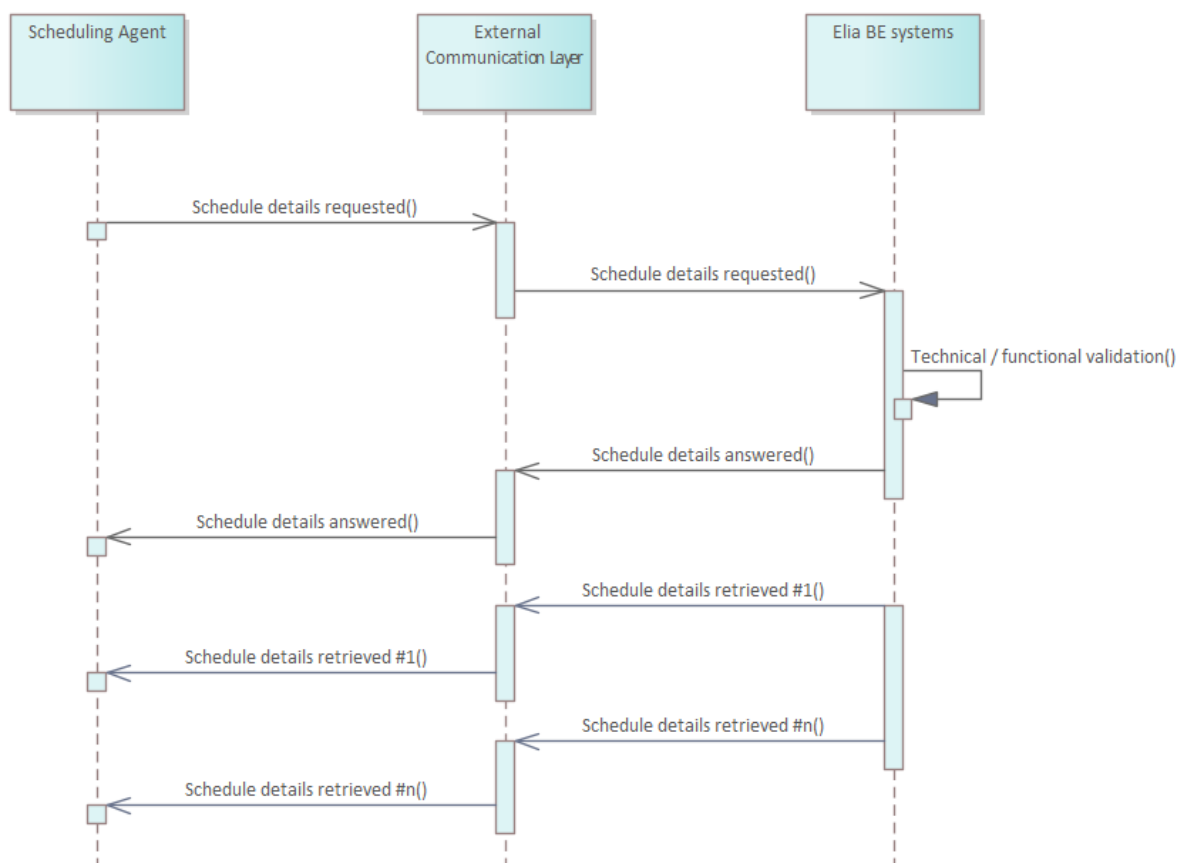 Scheduling Agent
External
Communication Layer
Elia BE systems
Schedule details requested()
Schedule details requested()
Technical / functional validation()
Schedule details answered()
Schedule details answered()
Schedule details retrieved #1()
Schedule details retrieved #1()
Schedule details retrieved #n()
Schedule details retrieved #n()